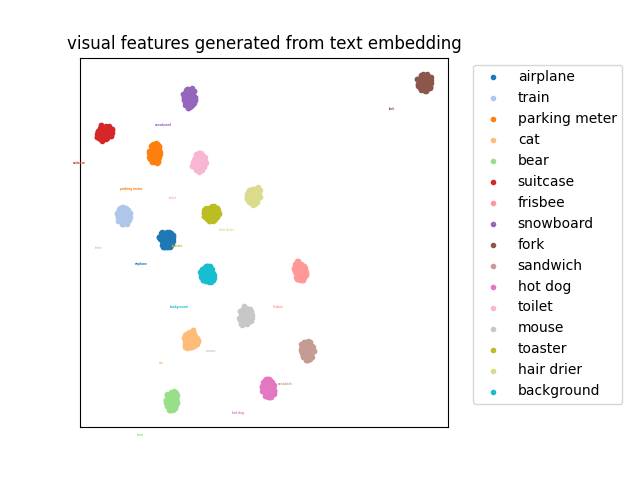 visual features generated from text embedding
airplane
train
parking meter
cat
bear
suitcase
frisbee
snowboard
fork
sandwich
hot dog
toilet
mouse
toaster
hair drier
background
fork
snowboard
suitcase
parking meter
toilet
hair drier
train
toaster
airplane
background
frisbee
mouse
cat
sandwich
hot dog
bear